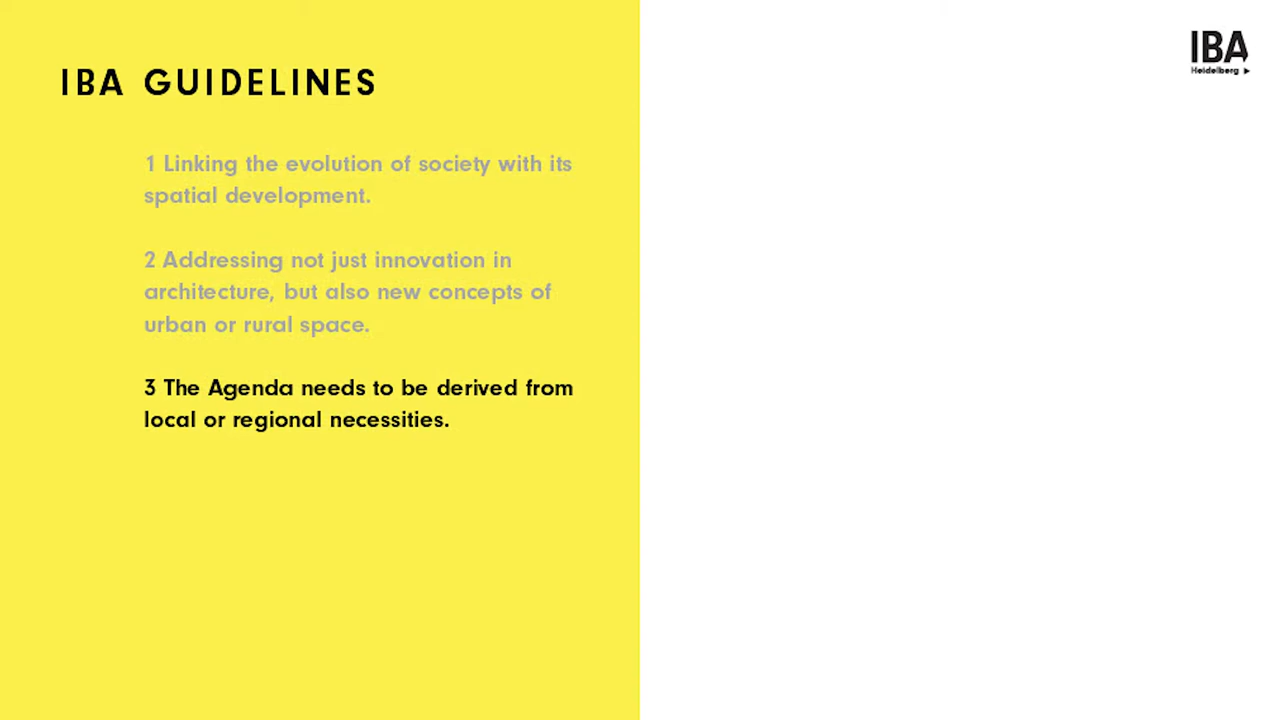 IBA GUIDELINES
1 Linking the evolution of society with its
spatial development.
2 Addressing not just innovation in
architecture, but also new concepts of
urban or rural space.
3 The Agenda needs to be derived from
local or regional necessities.
IBA
Heidelberg